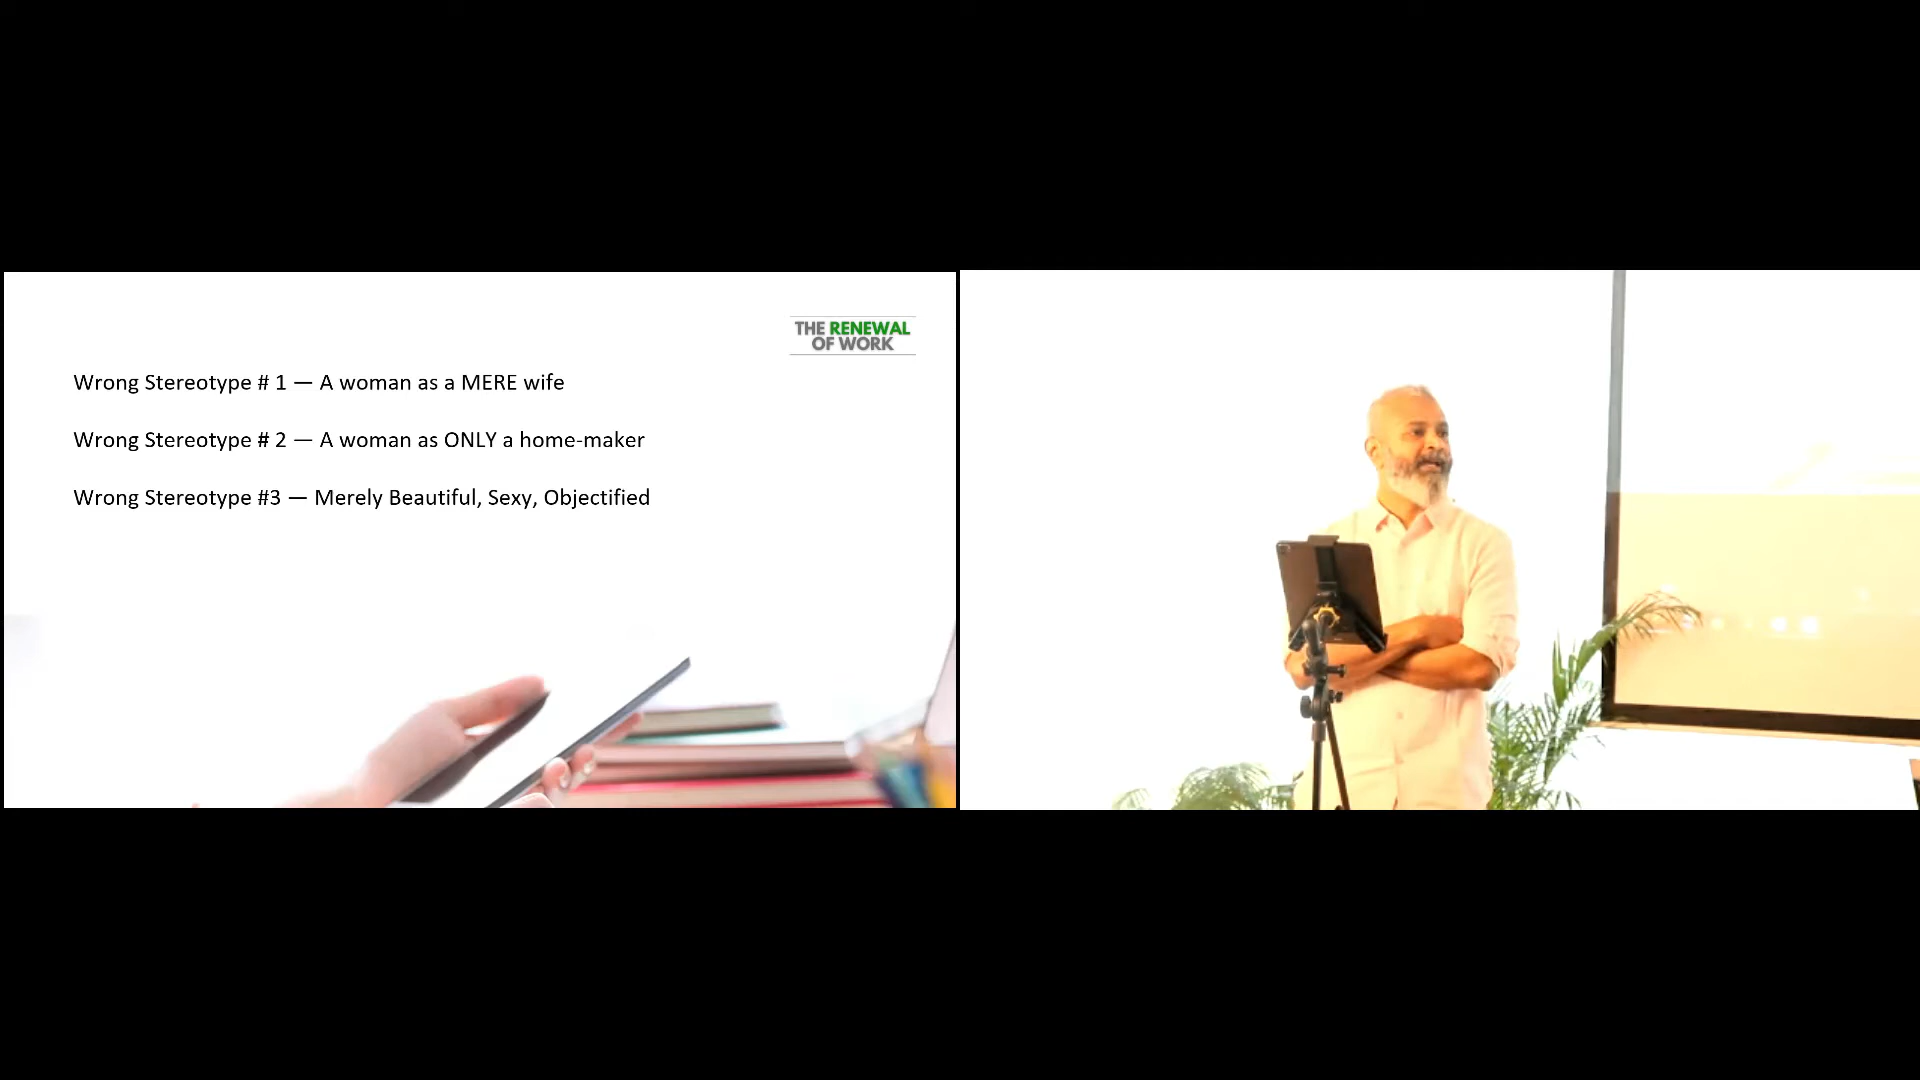 THE RENEWAL
OF WORK
Wrong Stereotype # 1 — A woman as a MERE wife
Wrong Stereotype # 2 — A woman as ONLY a home-maker
Wrong Stereotype #3 — Merely Beautiful, Sexy, Objectified